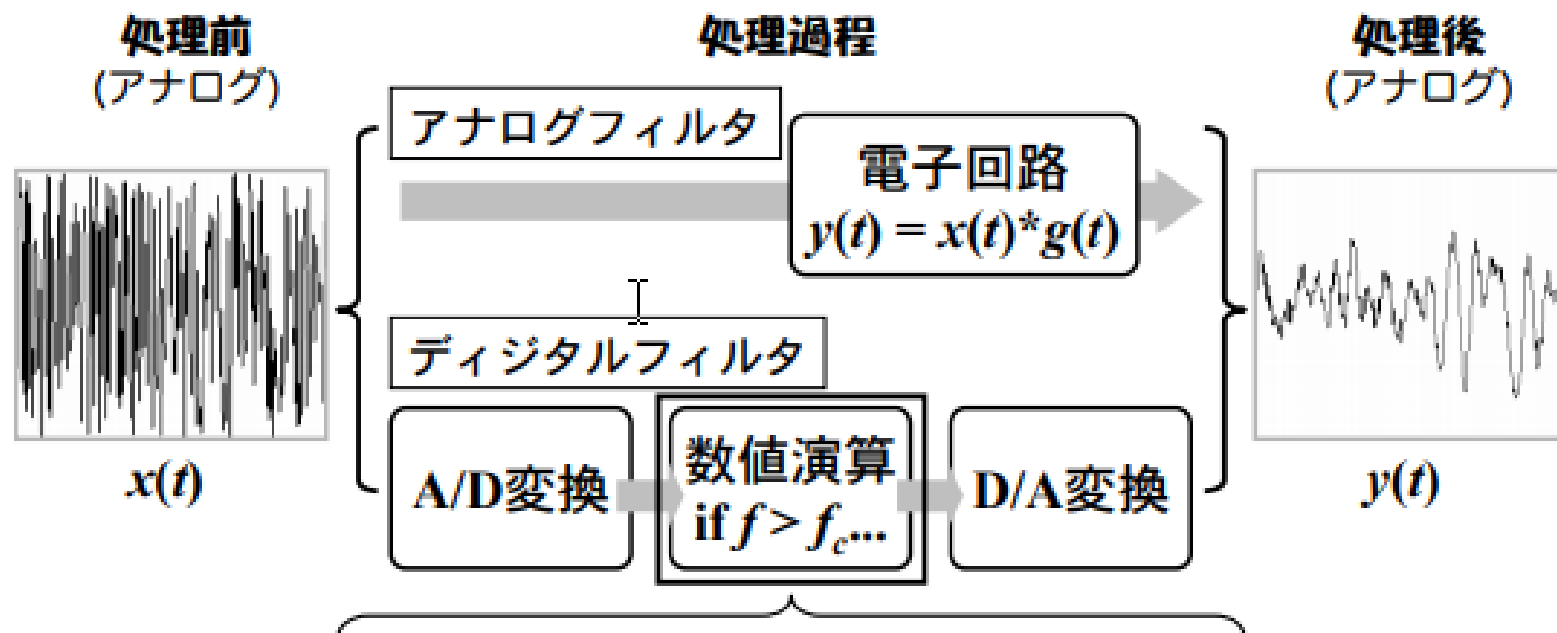 処理前
(アナログ)
処理過程
処理後
(アナログ)
アナログフィルタ
電子回路
y(t) = x(t)*g(t)
ディジタルフィルタ
A/D変換
数値演算
if f > fc...
D/A変換
x(t)
y(t)